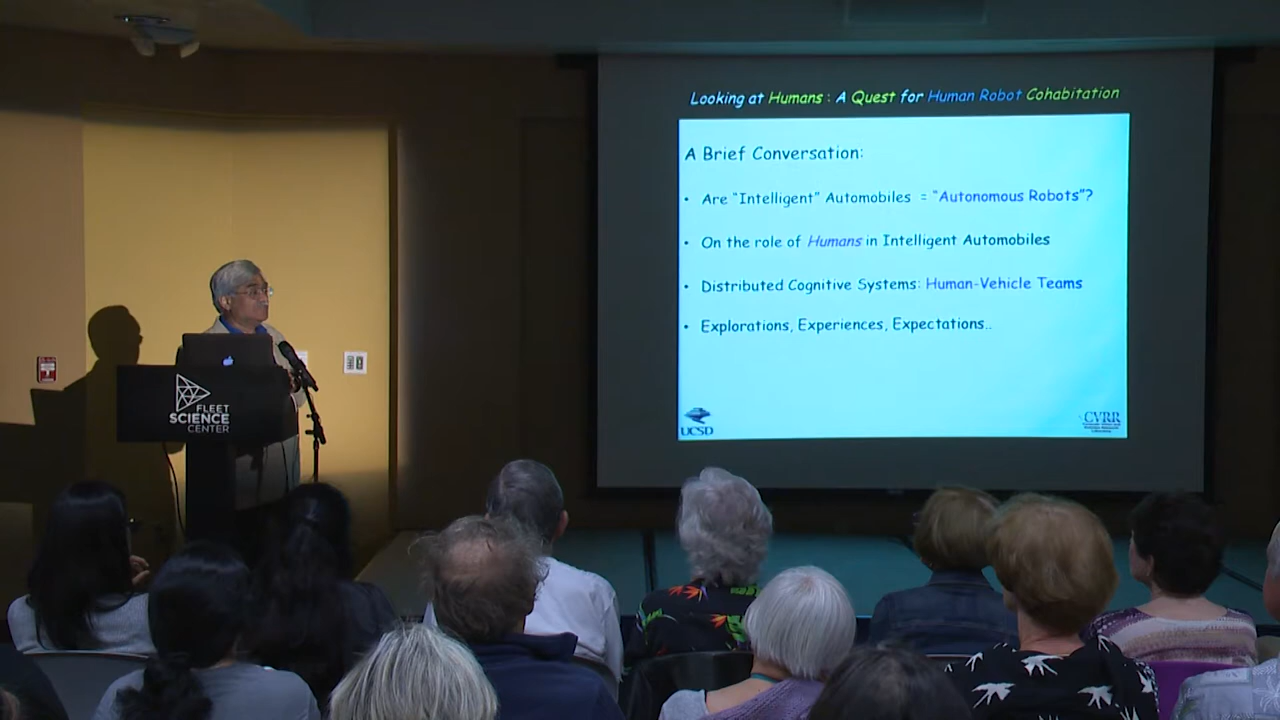 Looking at Humans : A Quest for Human Robot Cohabitation
A Brief Conversation:
• Are "Intelligent" Automobiles = "Autonomous Robots"?
• On the role of Humans in Intelligent Automobiles
• Distributed Cognitive Systems: Human-Vehicle Teams
• Explorations, Experiences, Expectations..
UCSD
CVRR
FLEET
SCIENCE
CENTER